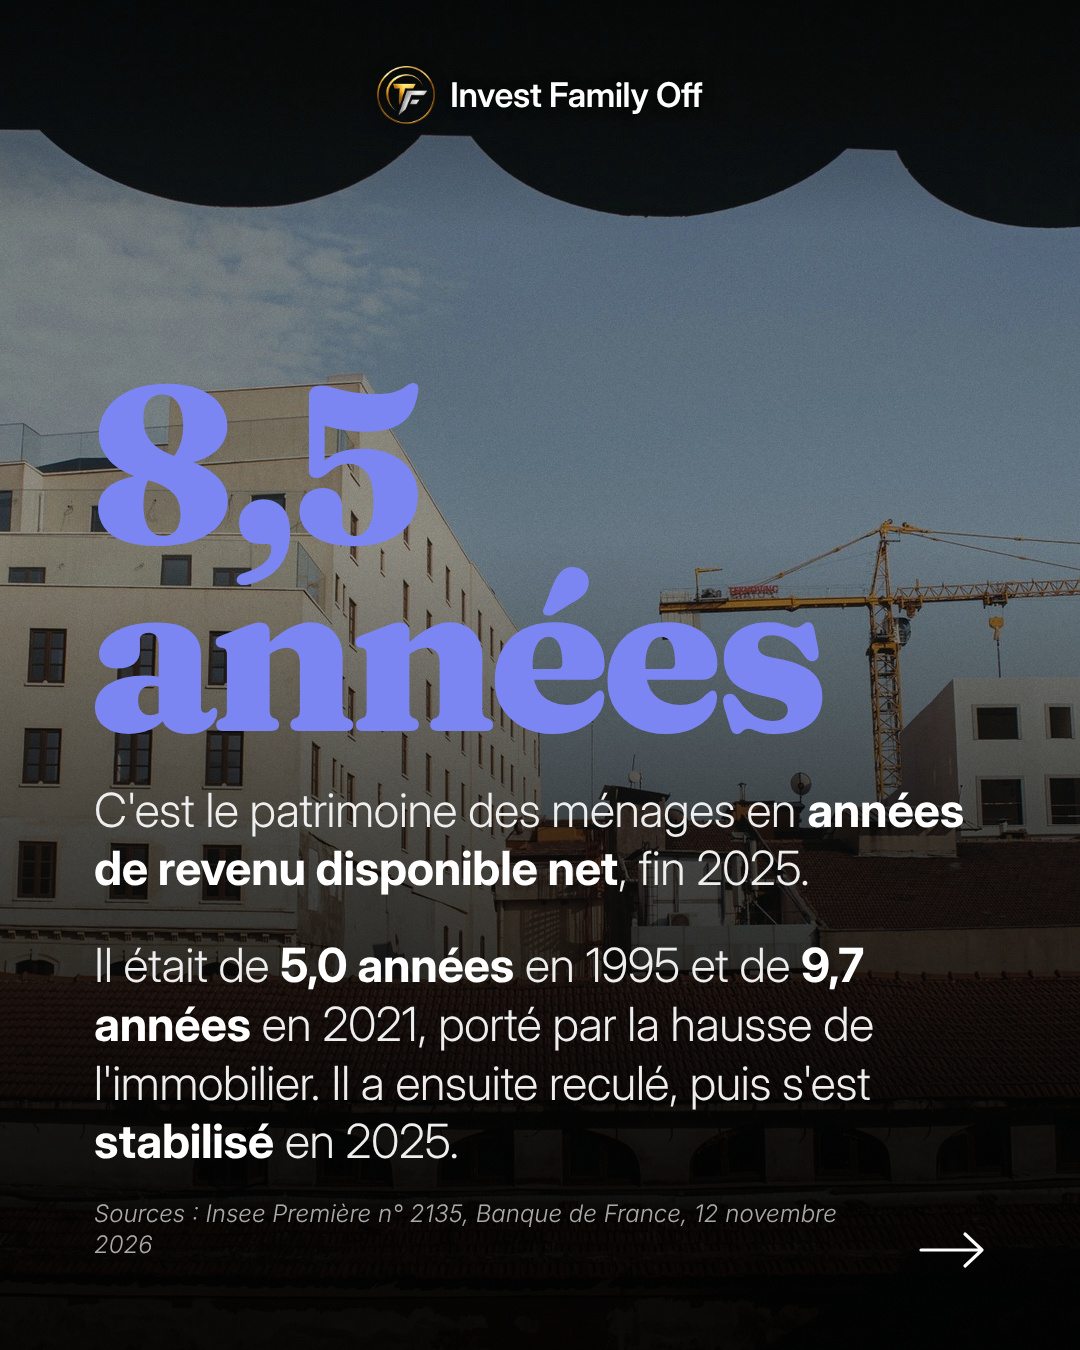 Invest Family Off
8,5
années
C'est le patrimoine des ménages en années
de revenu disponible net, fin 2025.
Il était de 5,0 années en 1995 et de 9,7
années en 2021, porté par la hausse de
l'immobilier. Il a ensuite reculé, puis s'est
stabilisé en 2025.
Sources : Insee Première n° 2135, Banque de France, 12 novembre
2026